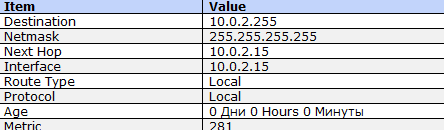 Item Value
Destination 10.0.2.255
Netmask 255.255.255.255
Next Hop 10.0.2.15
Interface 10.0.2.15
Route Type Local
Protocol Local
Age 0 Дни 0 Hours 0 Минуты
Metric 281